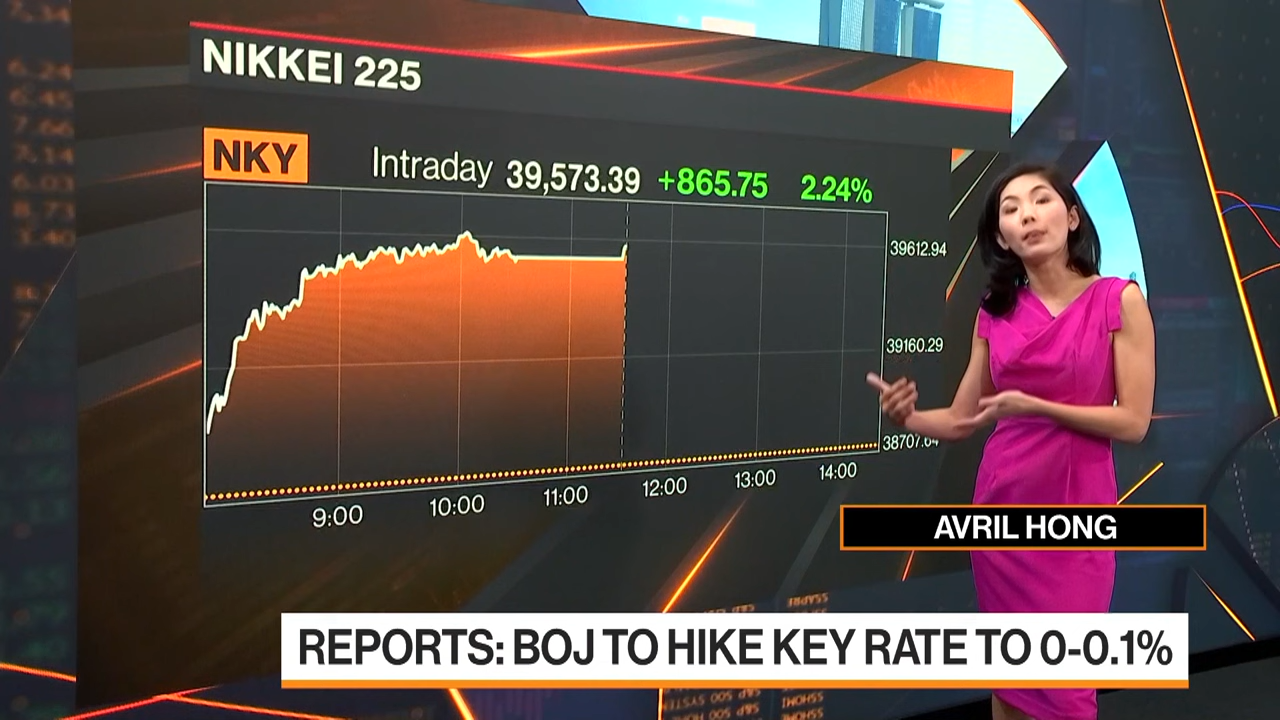 NIKKEI 225
NKY Intraday 39,573.39 +865.75 2.24%
39612.94
39160.29
38707.64
9:00 10:00 11:00 12:00 13:00 14:00
AVRIL HONG
REPORTS: BOJ TO HIKE KEY RATE TO 0-0.1%